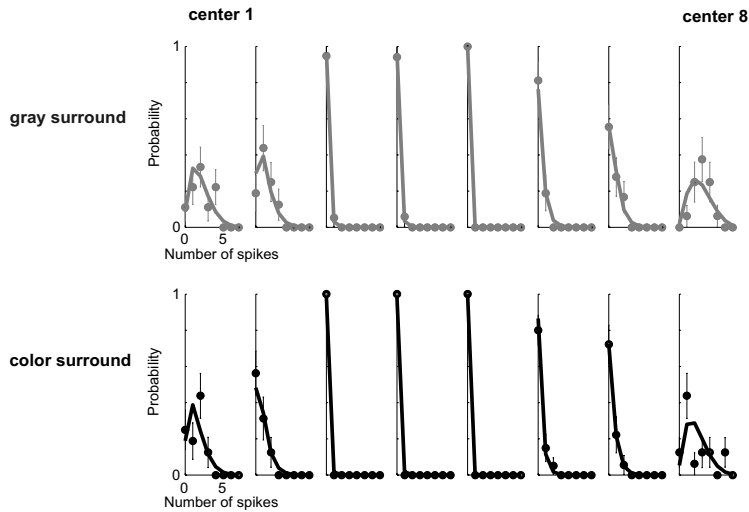 center 1
center 8
gray surround
Probability
1
0
0
5
Number of spikes
color surround
Probability
1
0
0
5
Number of spikes